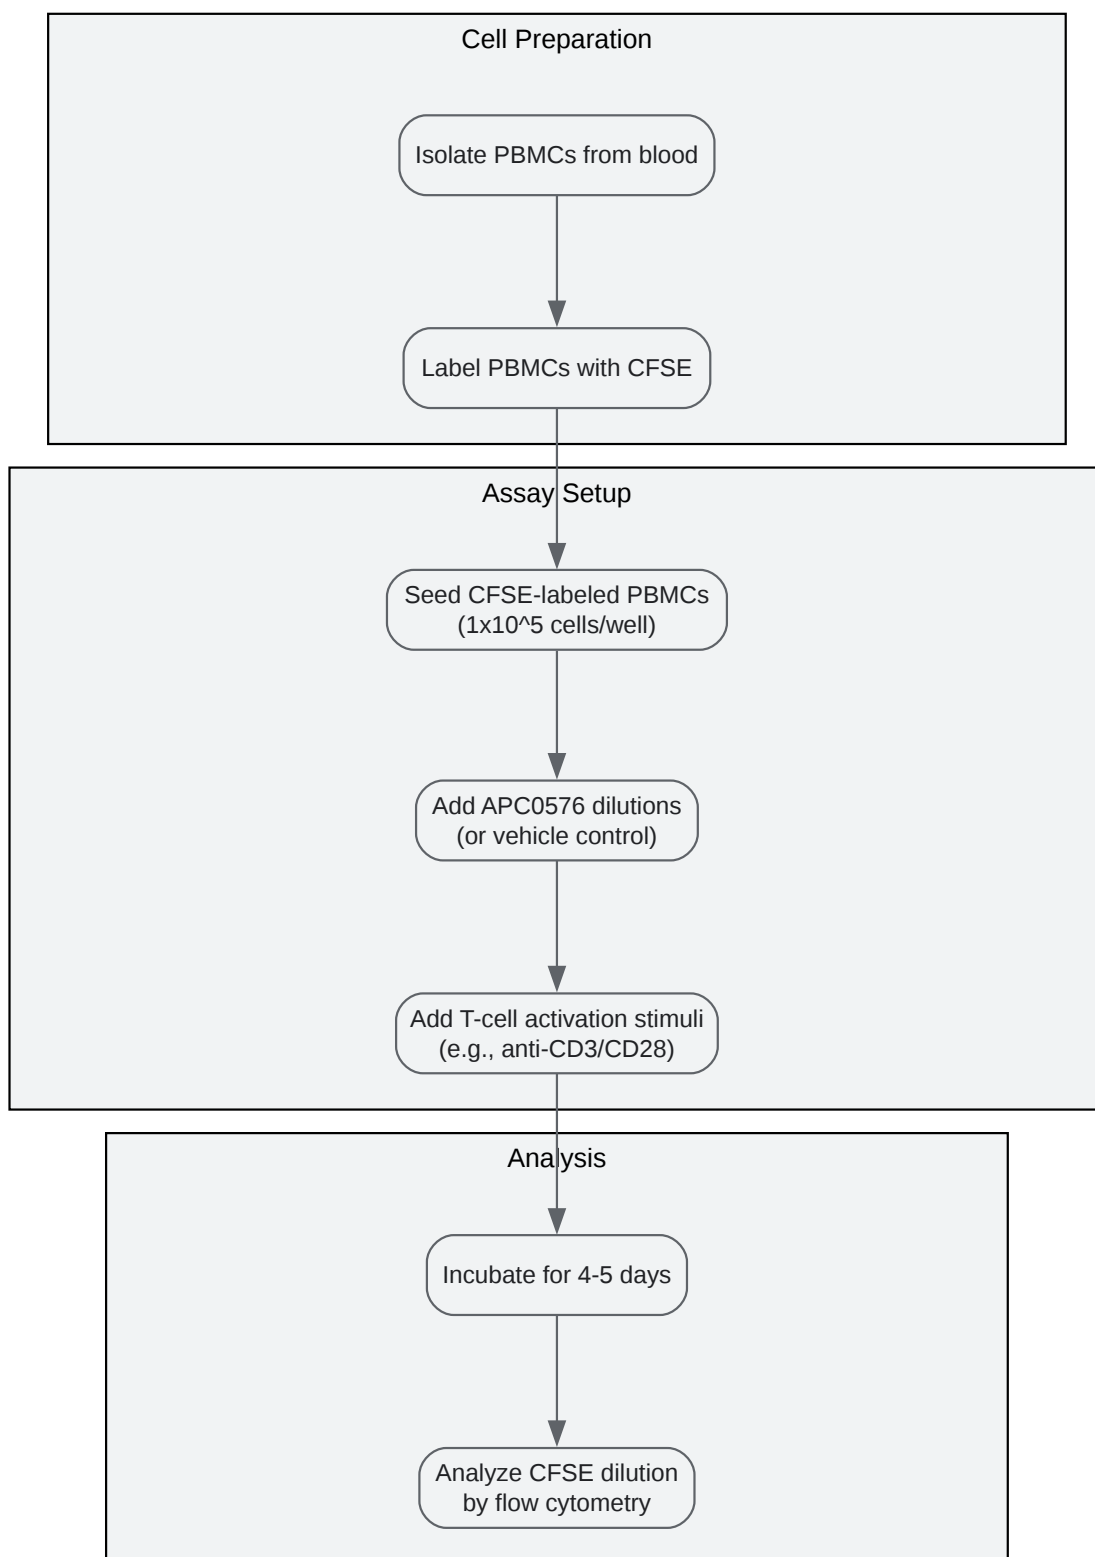 Cell Preparation
Isolate PBMCs from blood
Label PBMCs with CFSE
Assay Setup
Seed CFSE-labeled PBMCs
(1x10^5 cells/well)
Add APC0576 dilutions
(or vehicle control)
Add T-cell activation stimuli
(e.g., anti-CD3/CD28)
Analysis
Incubate for 4-5 days
Analyze CFSE dilution
by flow cytometry